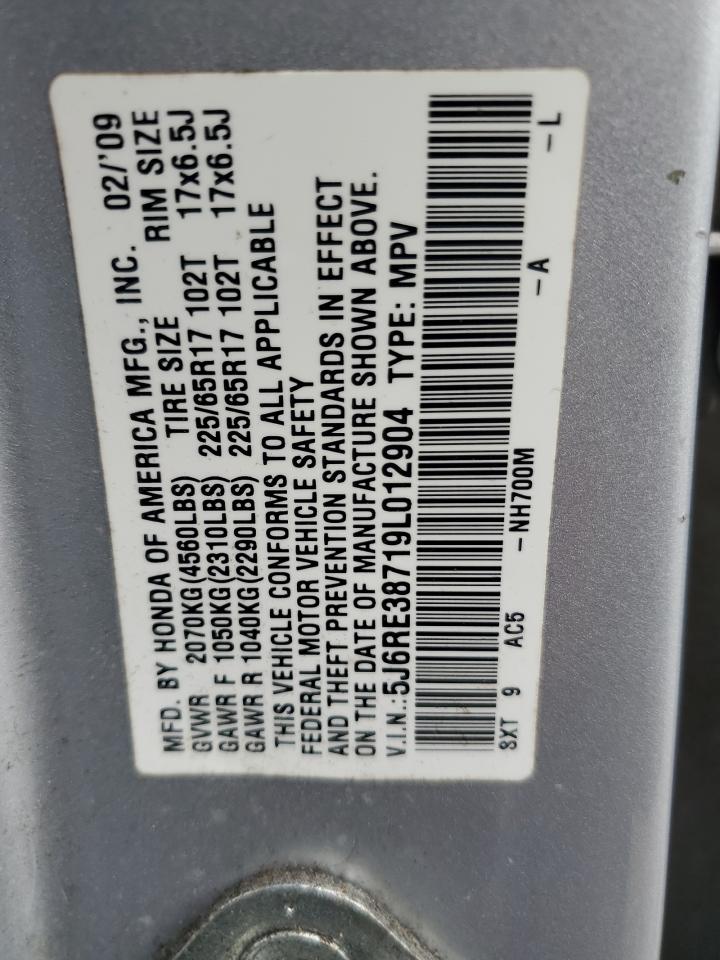 MFD. BY HONDA OF AMERICA MFG., INC. 02/'09
GVWR 2070KG(4560LBS) TIRE SIZE RIM SIZE
GAWR F 1050KG(2310LBS) 225/65R17 102T 17x6.5J
GAWR R 1040KG(2290LBS) 225/65R17 102T 17x6.5J
THIS VEHICLE CONFORMS TO ALL APPLICABLE
FEDERAL MOTOR VEHICLE SAFETY
AND THEFT PREVENTION STANDARDS IN EFFECT
ON THE DATE OF MANUFACTURE SHOWN ABOVE.
V.I.N.:5J6RE38719L012904 TYPE: MPV
SXT 9 AC5 -NH700M -A -L